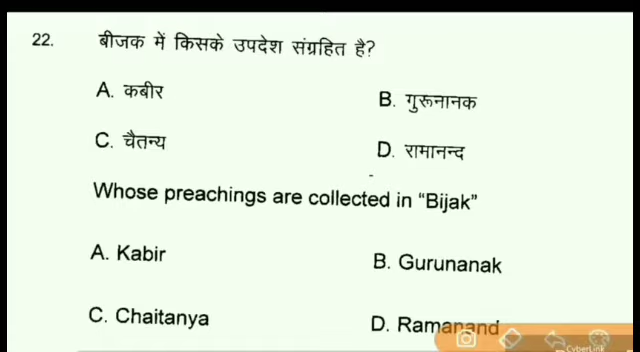 22. बीजक में किसके उपदेश संग्रहित है?
A. कबीर B. गुरूनानक
C. चैतन्य D. रामानन्द
Whose preachings are collected in “Bijak”
A. Kabir B. Gurunanak
C. Chaitanya D. Ramanand
CyberLink